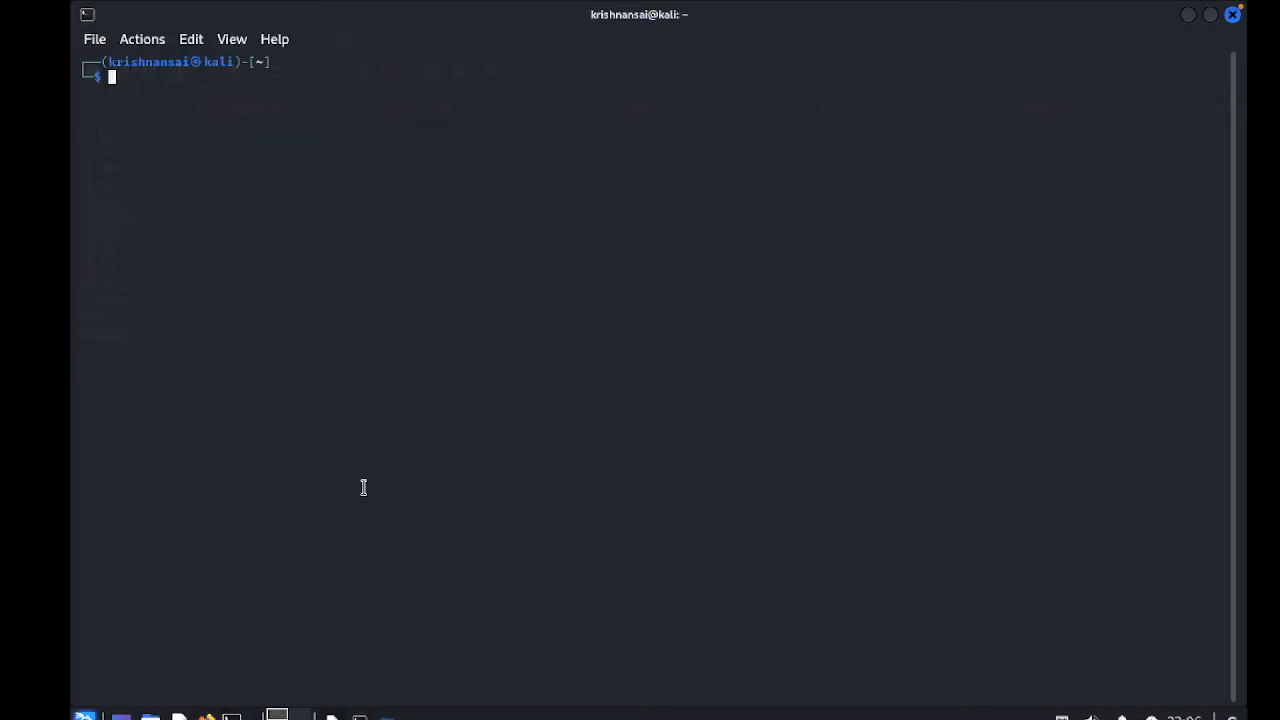 krishnansai@kali: ~
File Actions Edit View Help
┌──(krishnansai㉿kali)-[~]
└─$